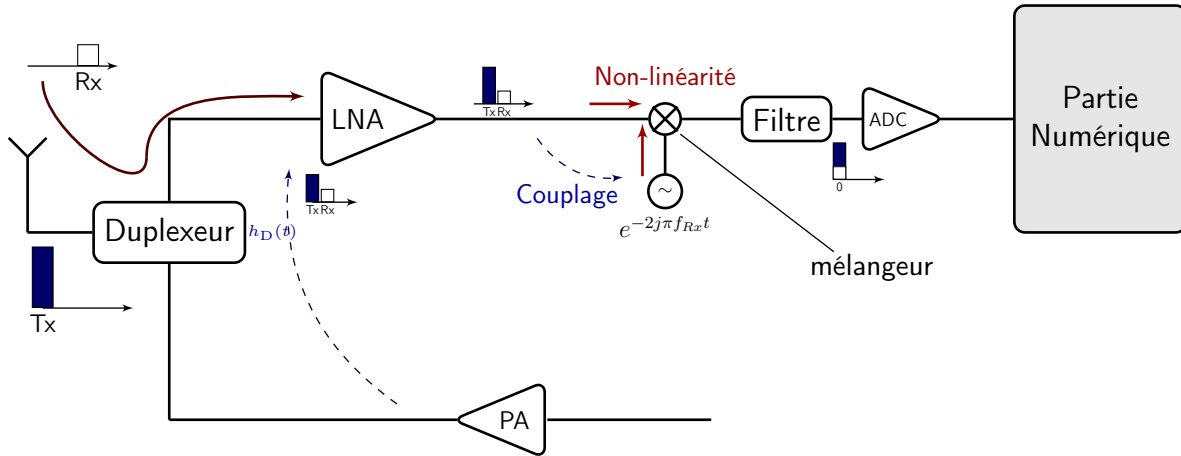 Rx
Non-linéarité
Tx Rx
LNA
Filtre
ADC
Partie
Numérique
Couplage
Tx Rx
0
∼
e^{-2jπf_{Rx}t}
Duplexeur
h_D(t)
mélangeur
Tx
PA